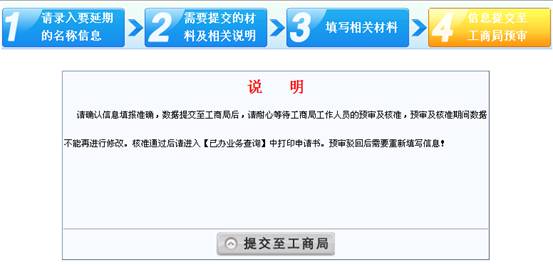 1 请录入要延期
的名称信息
2 需要提交的材
料及相关说明
3 填写相关材料
4 信息提交至
工商局预审
说 明
请确认信息填报准确，数据提交至工商局后，请耐心等待工商局工作人员的预审及核准，预审及核准期间数据
不能再进行修改。核准通过后请进入【已办业务查询】中打印申请书。预审驳回后需要重新填写信息！
提交至工商局